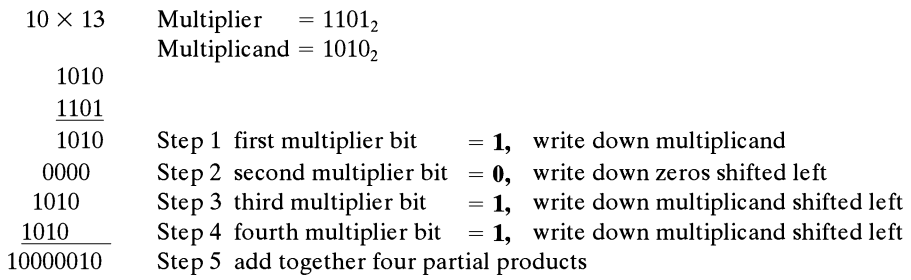 10 × 13 Multiplier = 1101₂
Multiplicand = 1010₂
1010
1101
1010 Step 1 first multiplier bit = 1, write down multiplicand
0000 Step 2 second multiplier bit = 0, write down zeros shifted left
1010 Step 3 third multiplier bit = 1, write down multiplicand shifted left
1010 Step 4 fourth multiplier bit = 1, write down multiplicand shifted left
10000010 Step 5 add together four partial products